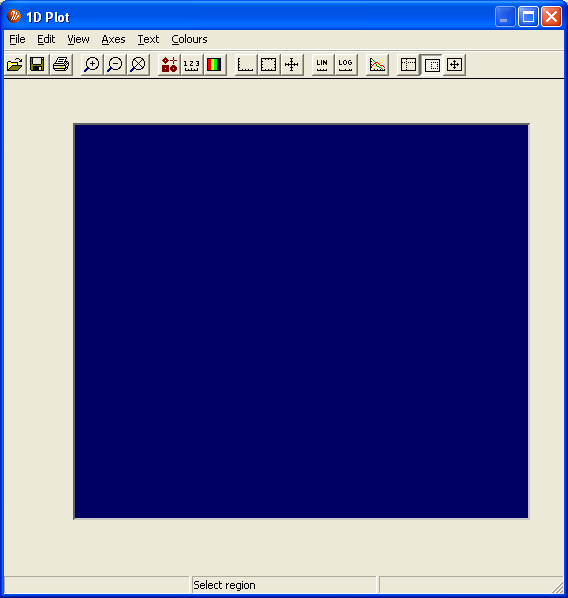 1D Plot
File Edit View Axes Text Colours
1 2 3 LIN LOG
Select region